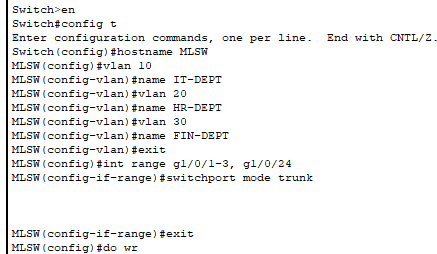 Switch>en
Switch#config t
Enter configuration commands, one per line.  End with CNTL/Z.
Switch(config)#hostname MLSW
MLSW(config)#vlan 10
MLSW(config-vlan)#name IT-DEPT
MLSW(config-vlan)#vlan 20
MLSW(config-vlan)#name HR-DEPT
MLSW(config-vlan)#vlan 30
MLSW(config-vlan)#name FIN-DEPT
MLSW(config-vlan)#exit
MLSW(config)#int range g1/0/1-3, g1/0/24
MLSW(config-if-range)#switchport mode trunk
MLSW(config-if-range)#exit
MLSW(config)#do wr